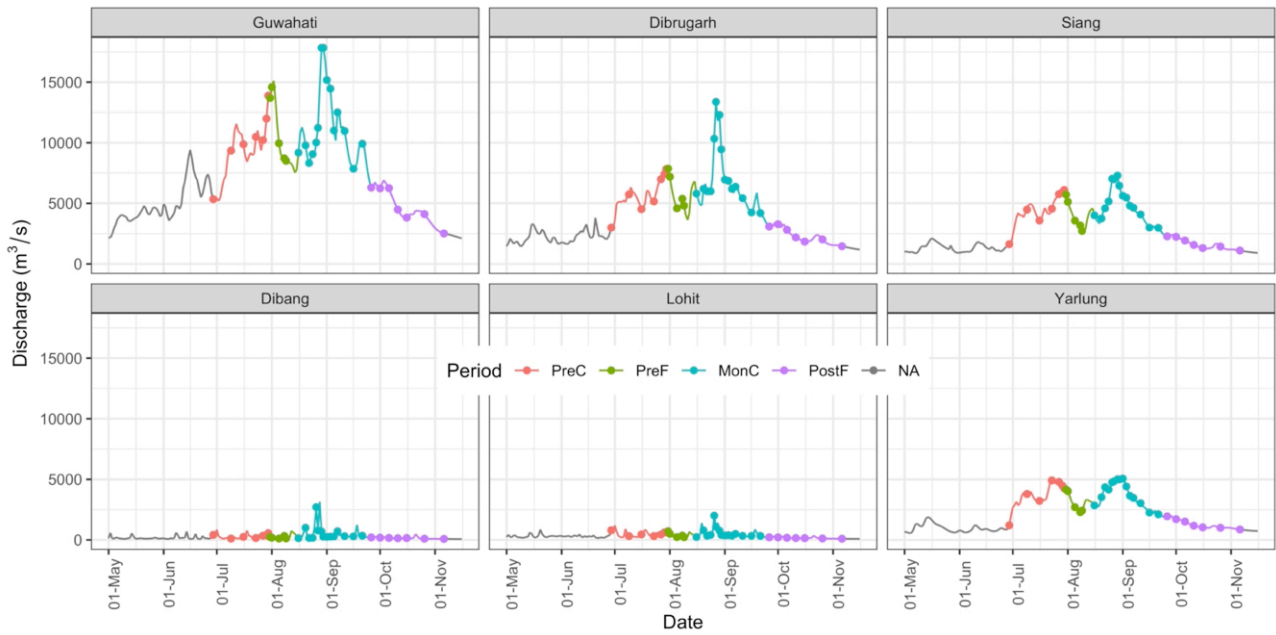 Guwahati Dibrugarh Siang
15000
10000
5000
0
Discharge (m³/s)
Dibang Lohit Yarlung
Period PreC PreF MonC PostF NA
15000
10000
5000
0
01-May 01-Jun 01-Jul 01-Aug 01-Sep 01-Oct 01-Nov 01-May 01-Jun 01-Jul 01-Aug 01-Sep 01-Oct 01-Nov 01-May 01-Jun 01-Jul 01-Aug 01-Sep 01-Oct 01-Nov
Date